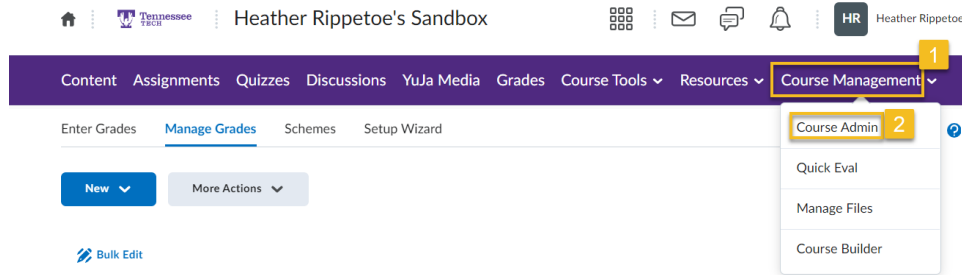 Tennessee TECH Heather Rippetoe's Sandbox HR Heather Rippetoe
1
Content Assignments Quizzes Discussions YuJa Media Grades Course Tools Resources Course Management
Enter Grades Manage Grades Schemes Setup Wizard
Course Admin 2
Quick Eval
New More Actions
Manage Files
Bulk Edit
Course Builder